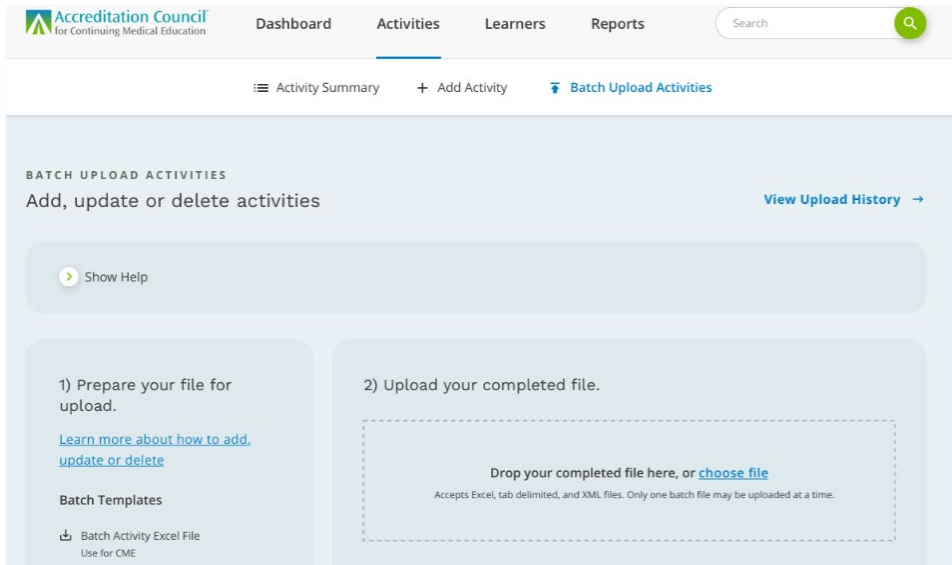 Accreditation Council
for Continuing Medical Education
Dashboard
Activities
Learners
Reports
Search
Activity Summary
+ Add Activity
Batch Upload Activities
BATCH UPLOAD ACTIVITIES
Add, update or delete activities
View Upload History →
Show Help
1) Prepare your file for
upload.
Learn more about how to add,
update or delete
Batch Templates
Batch Activity Excel File
Use for CME
2) Upload your completed file.
Drop your completed file here, or choose file
Accepts Excel, tab delimited, and XML files. Only one batch file may be uploaded at a time.